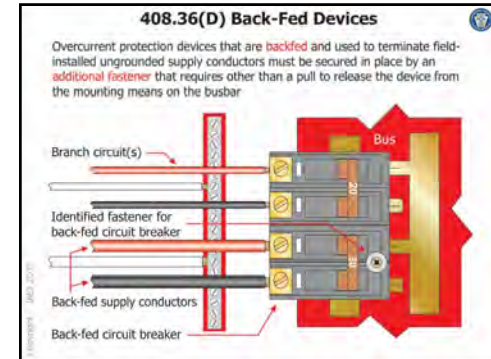 408.36(D) Back-Fed Devices
Overcurrent protection devices that are backfed and used to terminate field-
installed ungrounded supply conductors must be secured in place by an
additional fastener that requires other than a pull to release the device from
the mounting means on the busbar
Bus
Branch circuit(s)
20
Identified fastener for
back-fed circuit breaker
30
Back-fed supply conductors
Back-fed circuit breaker